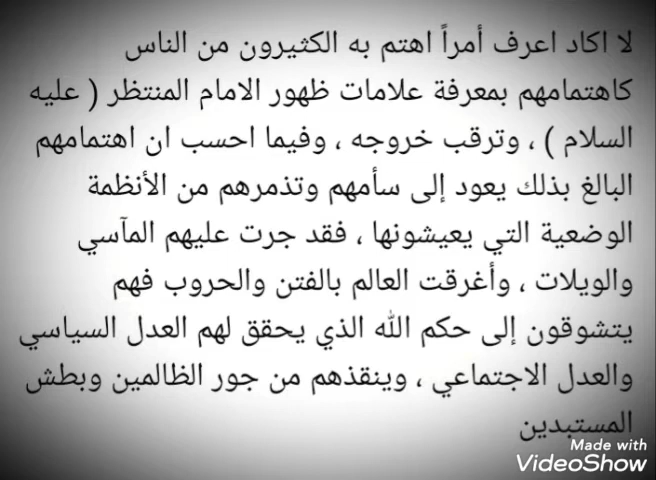 لا اكاد اعرف أمراً اهتم به الكثيرون من الناس
كاهتمامهم بمعرفة علامات ظهور الامام المنتظر ( عليه
السلام ) ، وترقب خروجه ، وفيما احسب ان اهتمامهم
البالغ بذلك يعود إلى سأمهم وتذمرهم من الأنظمة
الوضعية التي يعيشونها ، فقد جرت عليهم المآسي
والويلات ، وأغرقت العالم بالفتن والحروب فهم
يتشوقون إلى حكم الله الذي يحقق لهم العدل السياسي
والعدل الاجتماعي ، وينقذهم من جور الظالمين وبطش
المستبدين
Made with
VideoShow